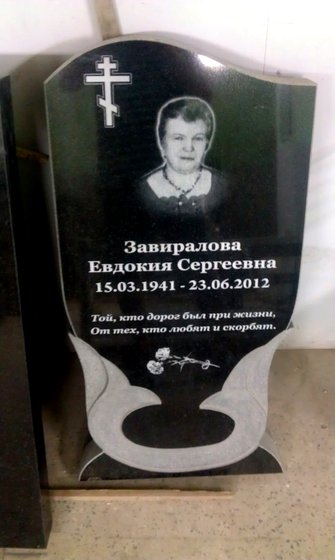 Завиралова
Евдокия Сергеевна
15.03.1941 - 23.06.2012
Той, кто дорог был при жизни,
От тех, кто любят и скорбят.